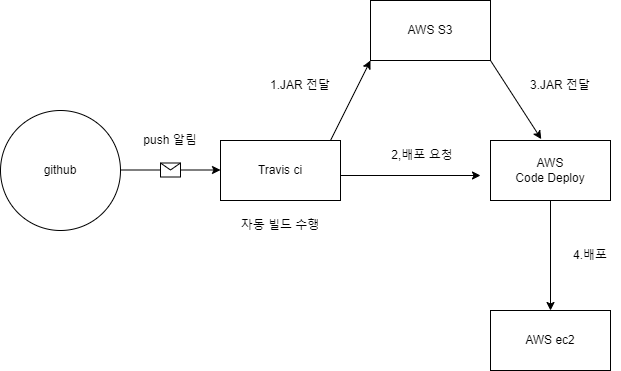 AWS S3
1.JAR 전달
3.JAR 전달
push 알림
github
Travis ci
2,배포 요청
AWS
Code Deploy
자동 빌드 수행
4.배포
AWS ec2